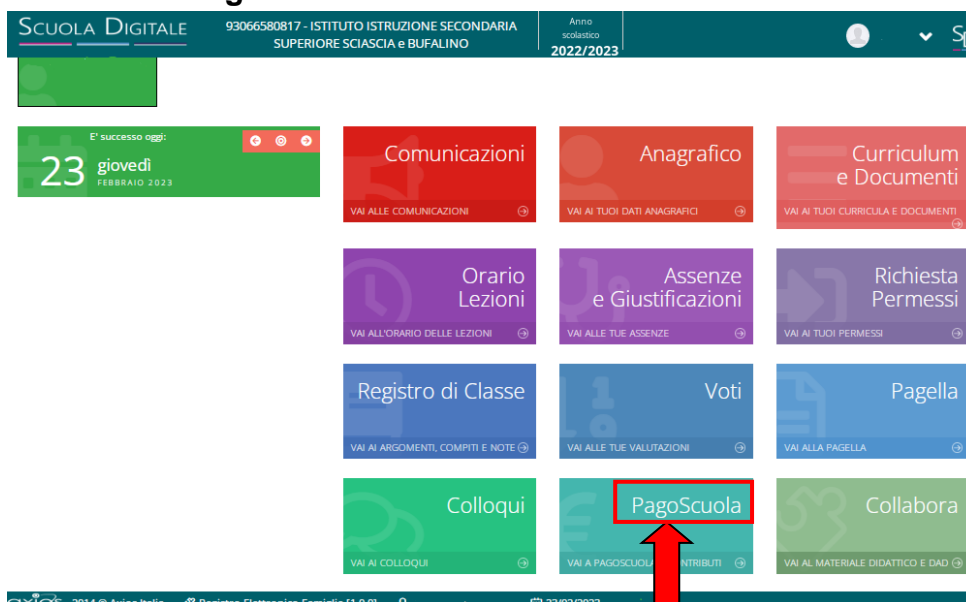 SCUOLA DIGITALE
93066580817 - ISTITUTO ISTRUZIONE SECONDARIA
SUPERIORE SCIASCIA e BUFALINO
Anno
scolastico
2022/2023
E' successo oggi:
23 giovedì
FEBBRAIO 2023
Comunicazioni
VAI ALLE COMUNICAZIONI
Anagrafico
VAI AI TUOI DATI ANAGRAFICI
Curriculum
e Documenti
VAI AI TUOI CURRICULA E DOCUMENTI
Orario
Lezioni
VAI ALL'ORARIO DELLE LEZIONI
Assenze
e Giustificazioni
VAI ALLE TUE ASSENZE
Richiesta
Permessi
VAI AI TUOI PERMESSI
Registro di Classe
VAI AI ARGOMENTI, COMPITI E NOTE
Voti
VAI ALLE TUE VALUTAZIONI
Pagella
VAI ALLA PAGELLA
Colloqui
VAI AI COLLOQUI
PagoScuola
VAI A PAGOSCUOLA
Collabora
VAI AL MATERIALE DIDATTICO E DAD